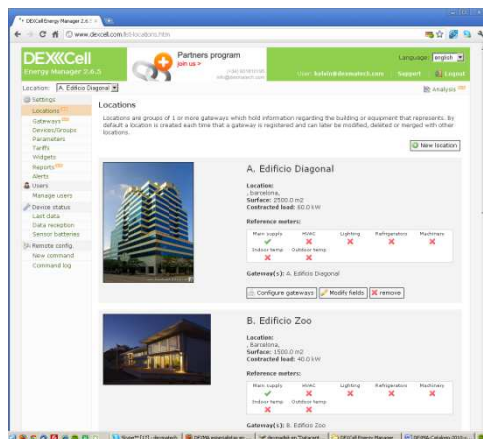 DEXCell Energy Manager 2.6.
www.dexcell.com/list-locations.htm
DEXCell
Energy Manager 2.6.5
Partners program
join us >
Language: english
Support
Logout
Location: A. Edificio Diagonal
Analysis
Settings
Locations
Gateways
Devices/Groups
Parameters
Tariffs
Widgets
Reports
Alerts
Users
Manage users
Device status
Last data
Data reception
Sensor batteries
Remote config.
New command
Command log
Locations
Locations are groups of 1 or more gateways which hold information regarding the building or equipment that represents. By
default a location is created each time that a gateway is registered and can later be modified, deleted or merged with other
locations.
New location
A. Edificio Diagonal
Location:
, barcelona,
Surface: 2500.0 m2
Contracted load: 60.0 kW
Reference meters:
Main supply HVAC Lighting Refrigerators Machinery
Indoor temp Outdoor temp
Gateway(s): A. Edificio Diagonal
Configure gateways Modify fields remove
B. Edificio Zoo
Location:
, Barcelona,
Surface: 1500.0 m2
Contracted load: 40.0 kW
Reference meters:
Main supply HVAC Lighting Refrigerators Machinery
Indoor temp Outdoor temp
Gateway(s): B. Edificio Zoo